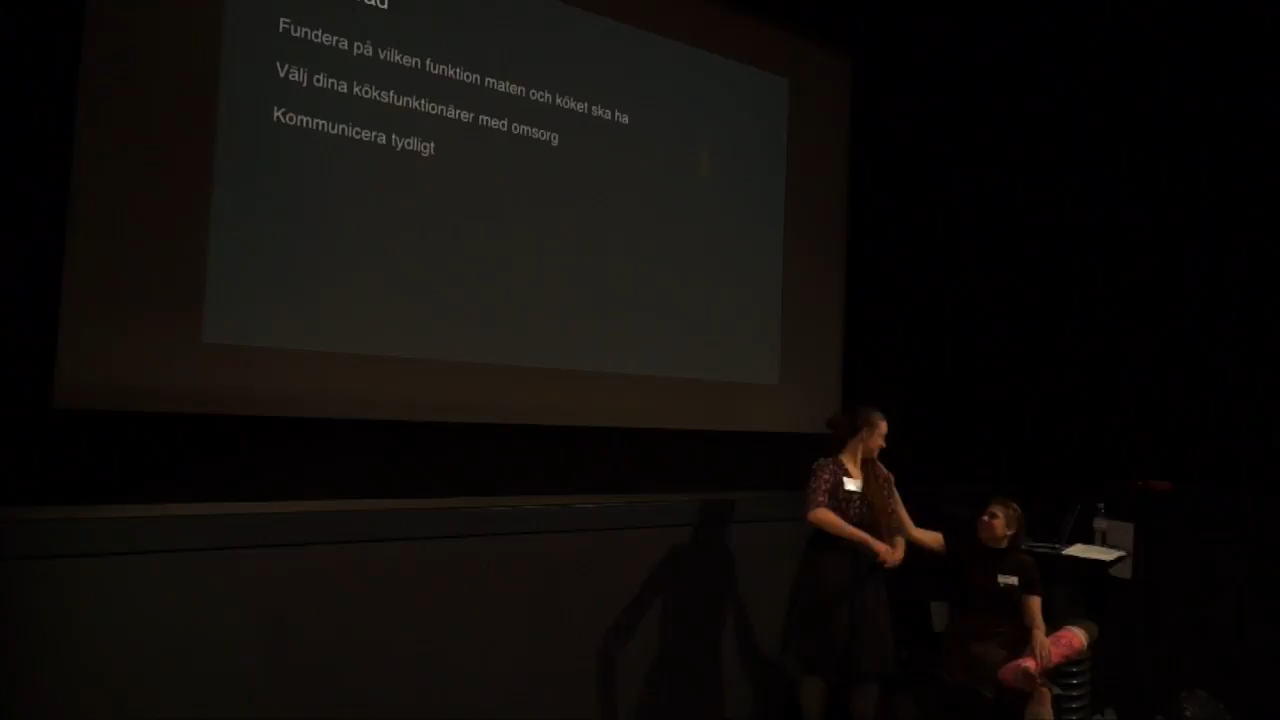 Fundera på vilken funktion maten och köket ska ha
Välj dina köksfunktionärer med omsorg
Kommunicera tydligt